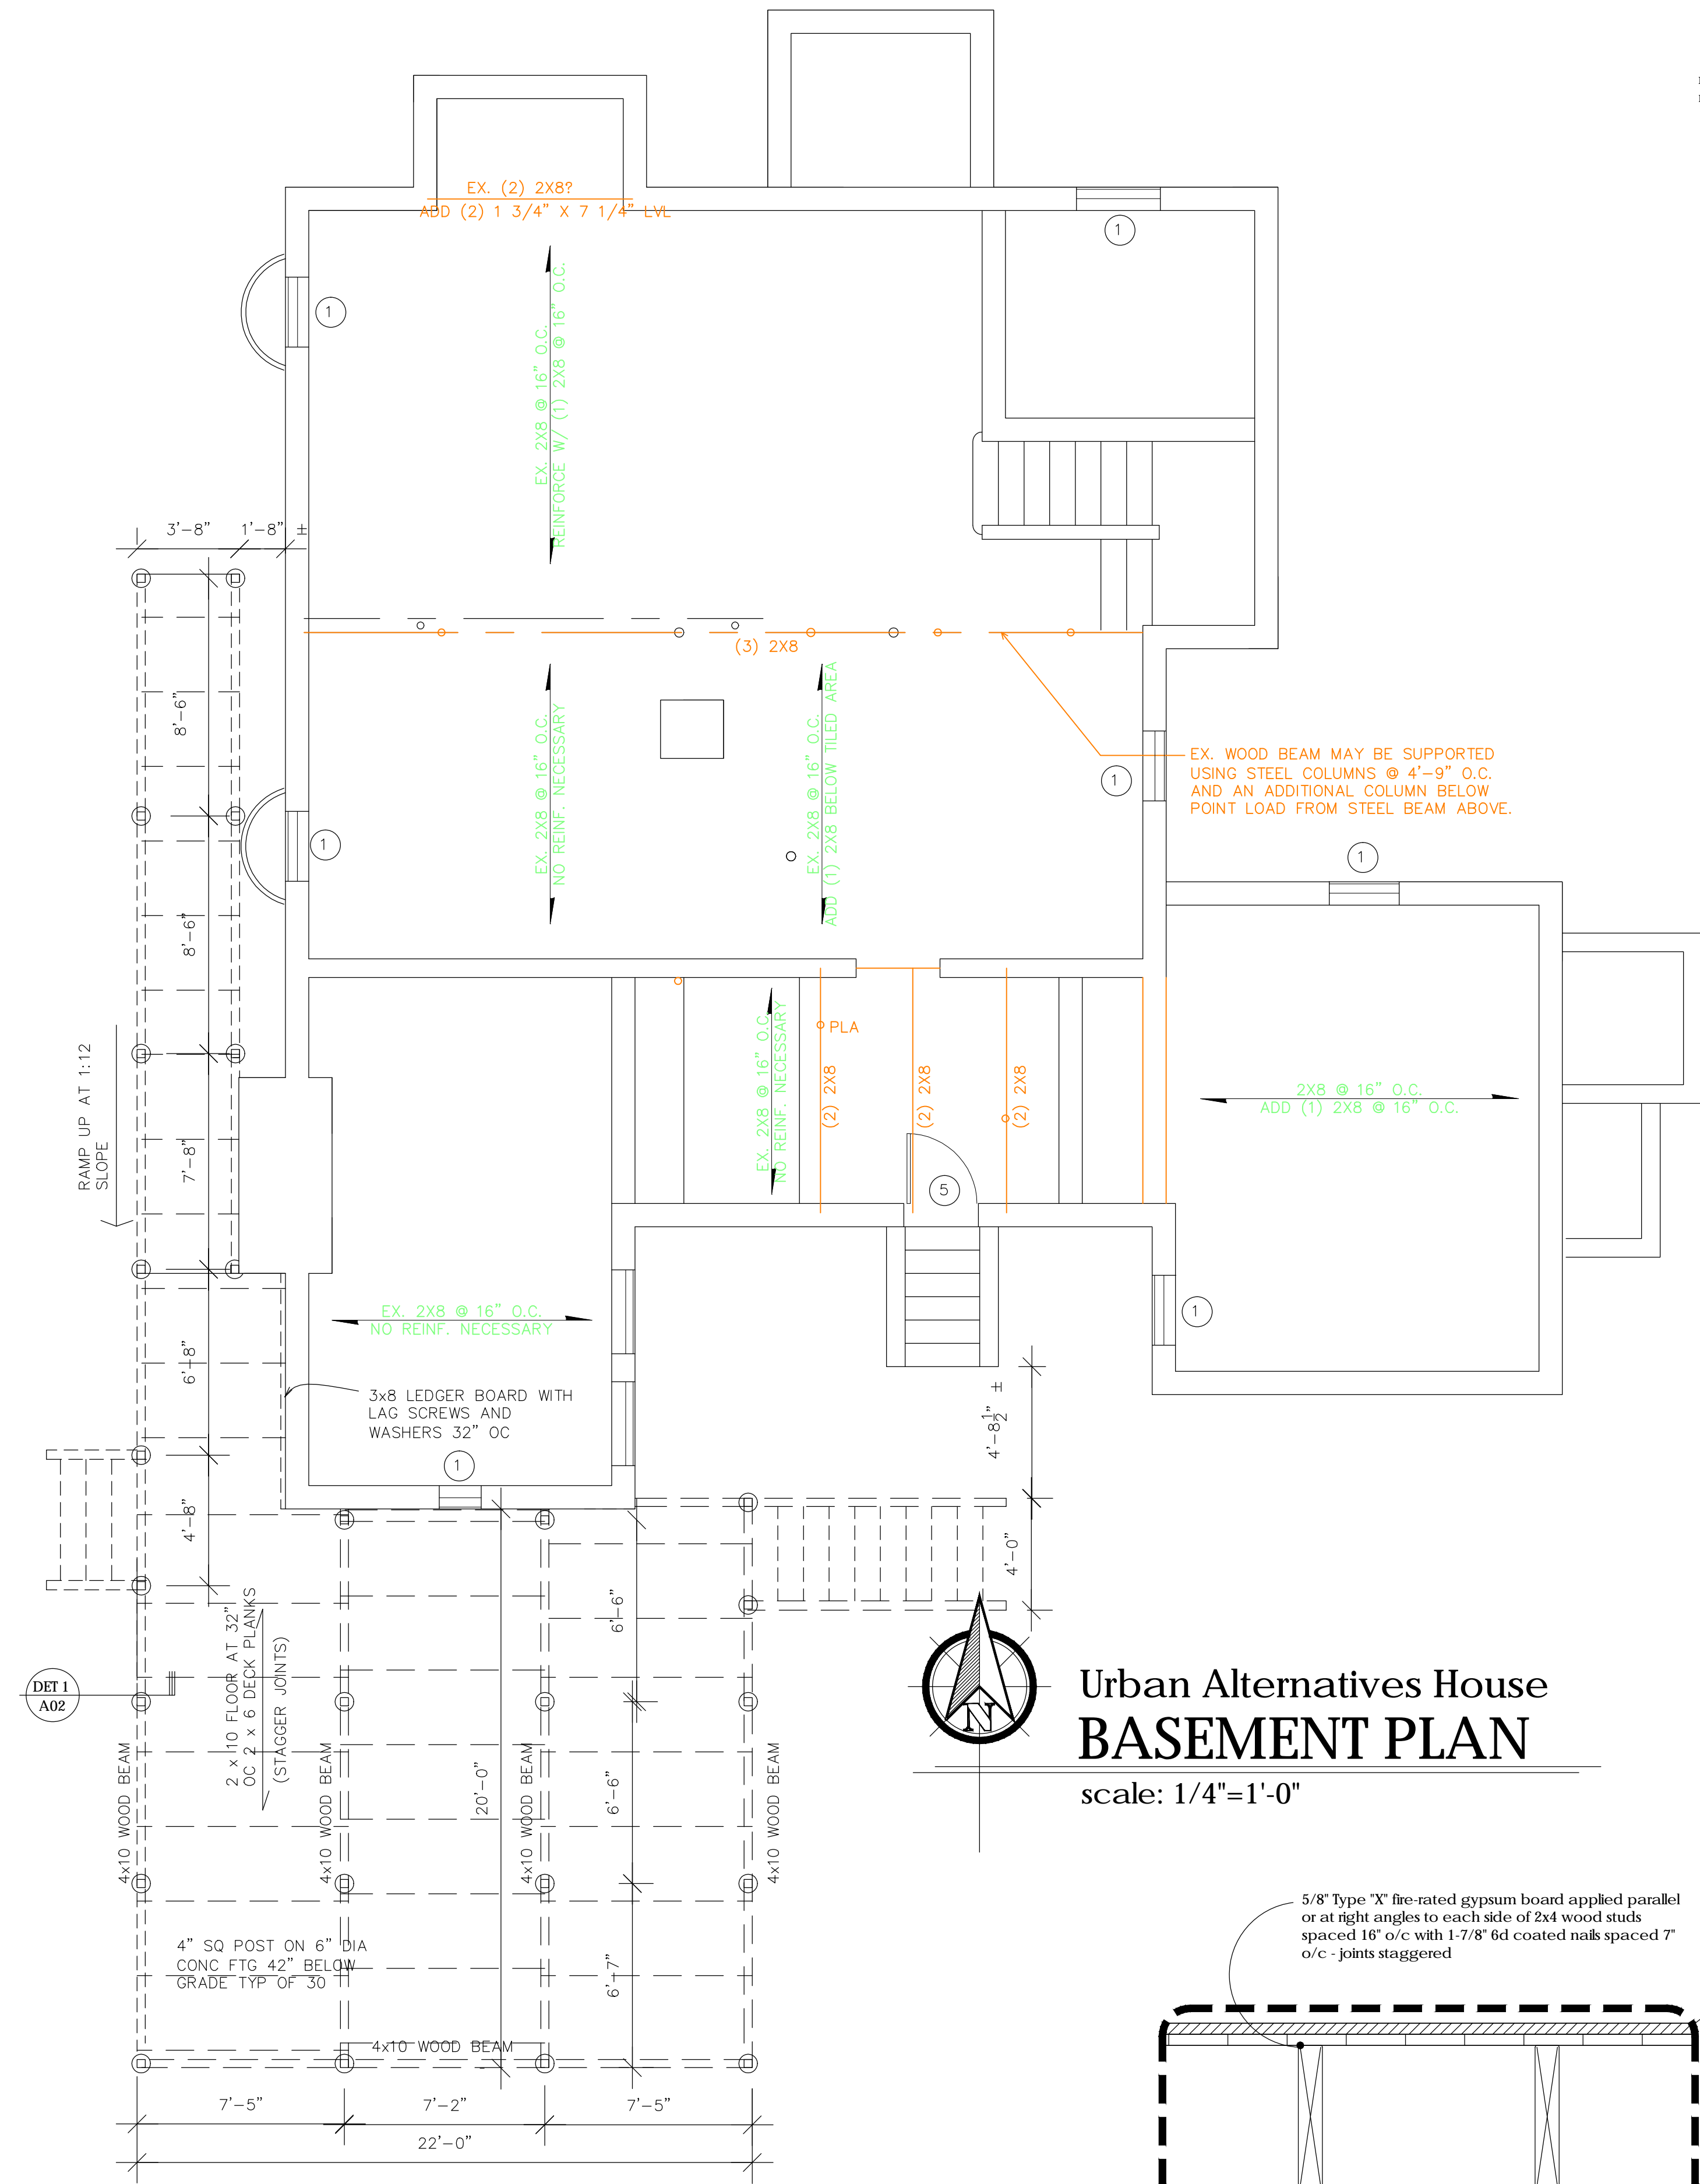 EX. (2) 2X8?
ADD (2) 1 3/4" X 7 1/4" LVL
1
1
EX. 2X8 @ 16" O.C.
REINFORCE W/ (1) 2X8 @ 16" O.C.
3'-8"
1'-8" ±
(3) 2X8
8'-6"
EX. 2X8 @ 16" O.C.
NO REINF. NECESSARY
EX. 2X8 @ 16" O.C.
ADD (1) 2X8 BELOW TILED AREA
EX. WOOD BEAM MAY BE SUPPORTED
USING STEEL COLUMNS @ 4'-9" O.C.
AND AN ADDITIONAL COLUMN BELOW
POINT LOAD FROM STEEL BEAM ABOVE.
1
1
1
8'-6"
RAMP UP AT 1:12
SLOPE
7'-8"
EX. 2X8 @ 16" O.C.
NO REINF. NECESSARY
PLA
(2) 2X8
(2) 2X8
(2) 2X8
2X8 @ 16" O.C.
ADD (1) 2X8 @ 16" O.C.
5
1
EX. 2X8 @ 16" O.C.
NO REINF. NECESSARY
6'-8"
3x8 LEDGER BOARD WITH
LAG SCREWS AND
WASHERS 32" OC
1
4'-8 1/2" ±
4'-8"
4'-0"
2 x 10 FLOOR AT 32"
OC 2 x 6 DECK PLANKS
(STAGGER JOINTS)
6'-6"
DET 1
A02
N
Urban Alternatives House
BASEMENT PLAN
scale: 1/4"=1'-0"
4x10 WOOD BEAM
4x10 WOOD BEAM
20'-0"
4x10 WOOD BEAM
6'-6"
4x10 WOOD BEAM
5/8" Type "X" fire-rated gypsum board applied parallel
or at right angles to each side of 2x4 wood studs
spaced 16" o/c with 1-7/8" 6d coated nails spaced 7"
o/c - joints staggered
4" SQ POST ON 6" DIA
CONC FTG 42" BELOW
GRADE TYP OF 30
6'-7"
4x10 WOOD BEAM
7'-5"
7'-2"
7'-5"
22'-0"